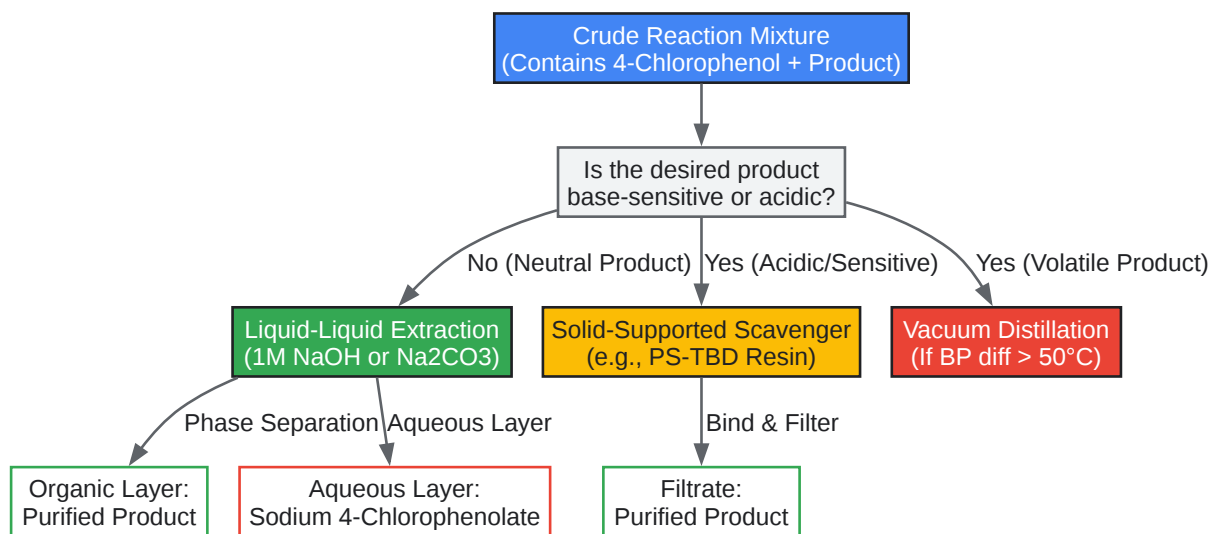 Crude Reaction Mixture
(Contains 4-Chlorophenol + Product)
Is the desired product
base-sensitive or acidic?
No (Neutral Product)
Yes (Acidic/Sensitive)
Yes (Volatile Product)
Liquid-Liquid Extraction
(1M NaOH or Na2CO3)
Solid-Supported Scavenger
(e.g., PS-TBD Resin)
Vacuum Distillation
(If BP diff > 50°C)
Phase Separation
Aqueous Layer
Bind & Filter
Organic Layer:
Purified Product
Aqueous Layer:
Sodium 4-Chlorophenolate
Filtrate:
Purified Product